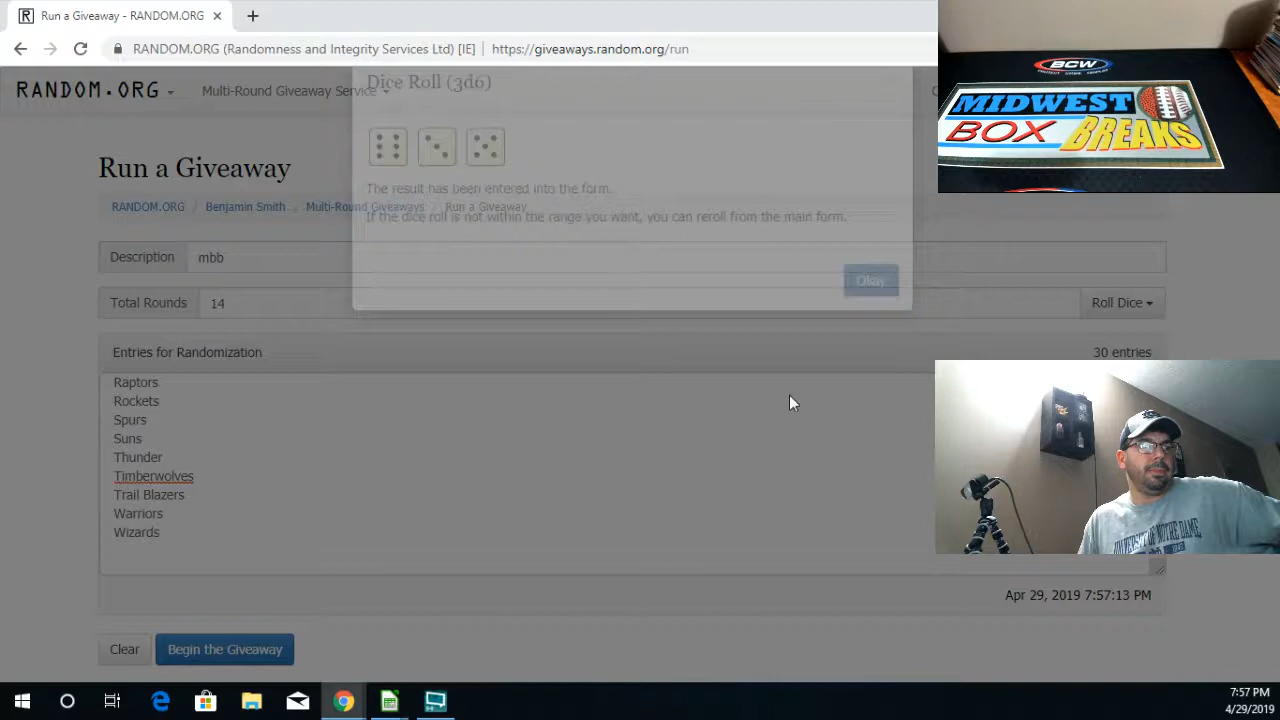 Run a Giveaway - RANDOM.ORG
RANDOM.ORG (Randomness and Integrity Services Ltd) [IE] https://giveaways.random.org/run
RANDOM.ORG Multi-Round Giveaway Service
Dice Roll (3d6)
The result has been entered into the form.
If the dice roll is not within the range you want, you can reroll from the main form.
Okay
Run a Giveaway
RANDOM.ORG / Benjamin Smith / Multi-Round Giveaways / Run a Giveaway
Description mbb
Total Rounds 14 Roll Dice
Entries for Randomization 30 entries
Raptors
Rockets
Spurs
Suns
Thunder
Timberwolves
Trail Blazers
Warriors
Wizards
Apr 29, 2019 7:57:13 PM
Clear Begin the Giveaway
BCW
MIDWEST
BOX BREAKS
UNIVERSITY OF NOTRE DAME
7:57 PM
4/29/2019